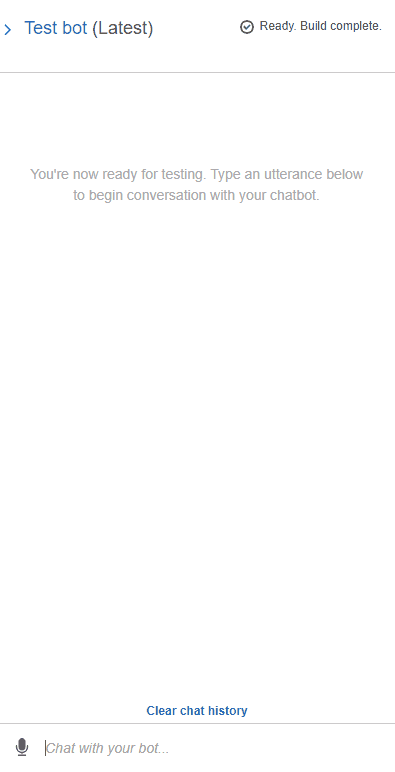 Test bot (Latest)
Ready. Build complete.
You're now ready for testing. Type an utterance below
to begin conversation with your chatbot.
Clear chat history
Chat with your bot...